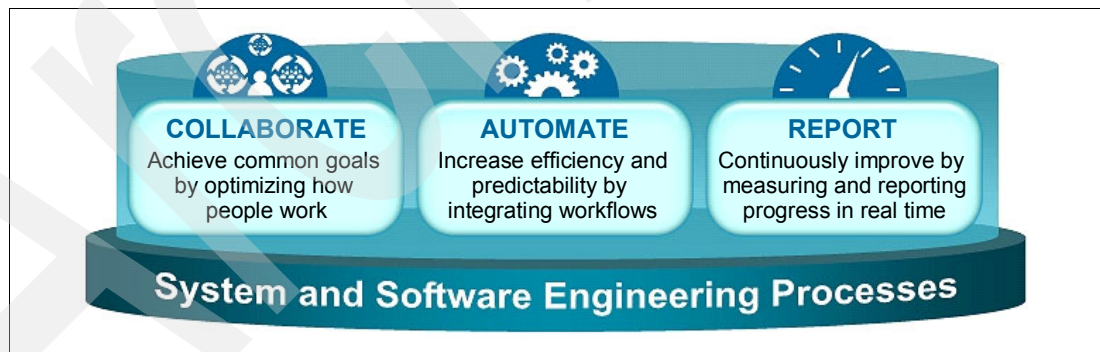 COLLABORATE
Achieve common goals
by optimizing how
people work
AUTOMATE
Increase efficiency and
predictability by
integrating workflows
REPORT
Continuously improve by
measuring and reporting
progress in real time
System and Software Engineering Processes